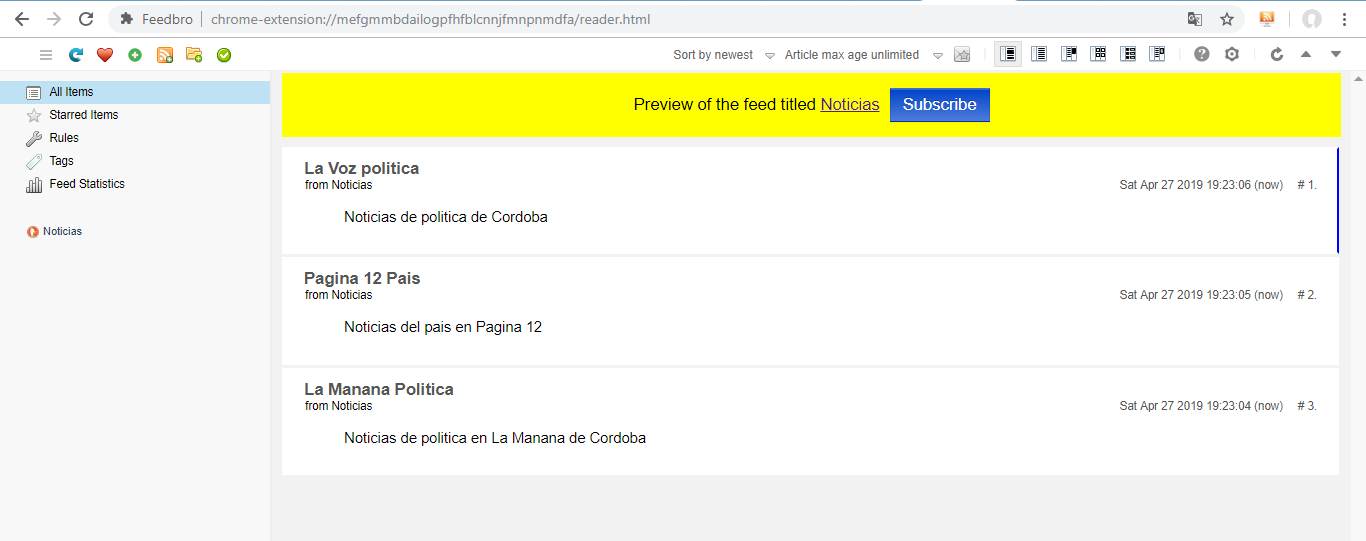 Feedbro
chrome-extension://mefgmmbdailogpfhfblcnnjfmnpnmdfa/reader.html
Sort by newest
Article max age unlimited
All Items
Starred Items
Rules
Tags
Feed Statistics
Noticias
Preview of the feed titled Noticias Subscribe
La Voz politica
from Noticias
Sat Apr 27 2019 19:23:06 (now) # 1.
Noticias de politica de Cordoba
Pagina 12 Pais
from Noticias
Sat Apr 27 2019 19:23:05 (now) # 2.
Noticias del pais en Pagina 12
La Manana Politica
from Noticias
Sat Apr 27 2019 19:23:04 (now) # 3.
Noticias de politica en La Manana de Cordoba